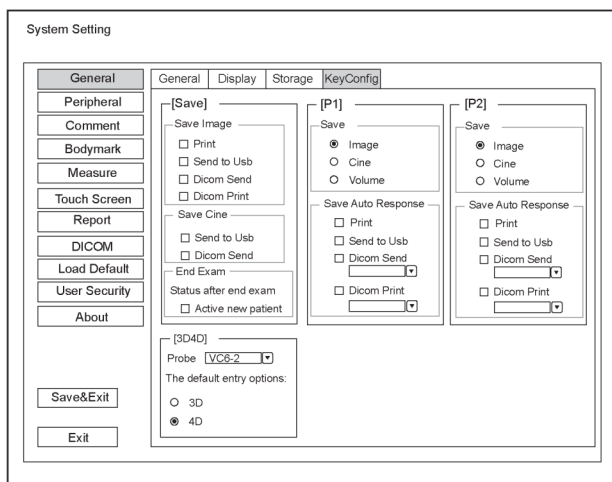 System Setting
General
Peripheral
Comment
Bodymark
Measure
Touch Screen
Report
DICOM
Load Default
User Security
About
Save&Exit
Exit
General Display Storage KeyConfig
[Save]
Save Image
Print
Send to Usb
Dicom Send
Dicom Print
Save Cine
Send to Usb
Dicom Send
End Exam
Status after end exam
Active new patient
[P1]
Save
Image
Cine
Volume
Save Auto Response
Print
Send to Usb
Dicom Send
Dicom Print
[P2]
Save
Image
Cine
Volume
Save Auto Response
Print
Send to Usb
Dicom Send
Dicom Print
[3D4D]
Probe VC6-2
The default entry options:
3D
4D